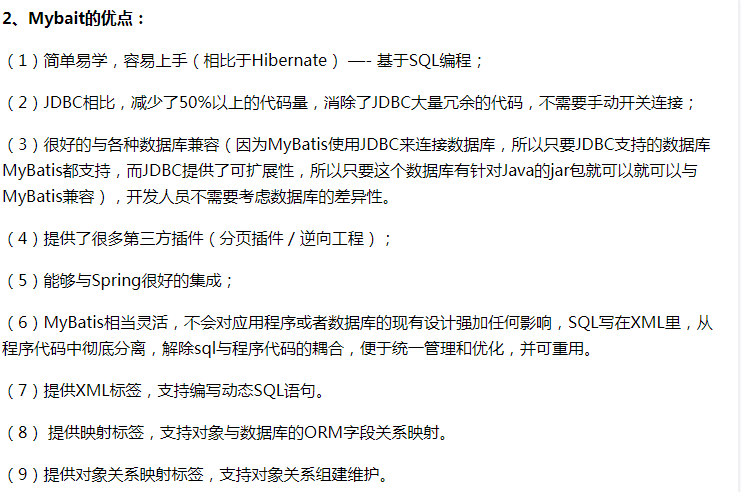 2、Mybait的优点：
（1）简单易学，容易上手（相比于Hibernate） —- 基于SQL编程；
（2）JDBC相比，减少了50%以上的代码量，消除了JDBC大量冗余的代码，不需要手动开关连接；
（3）很好的与各种数据库兼容（因为MyBatis使用JDBC来连接数据库，所以只要JDBC支持的数据库
MyBatis都支持，而JDBC提供了可扩展性，所以只要这个数据库有针对Java的jar包就可以就可以与
MyBatis兼容），开发人员不需要考虑数据库的差异性。
（4）提供了很多第三方插件（分页插件 / 逆向工程）；
（5）能够与Spring很好的集成；
（6）MyBatis相当灵活，不会对应用程序或者数据库的现有设计强加任何影响，SQL写在XML里，从
程序代码中彻底分离，解除sql与程序代码的耦合，便于统一管理和优化，并可重用。
（7）提供XML标签，支持编写动态SQL语句。
（8） 提供映射标签，支持对象与数据库的ORM字段关系映射。
（9）提供对象关系映射标签，支持对象关系组建维护。